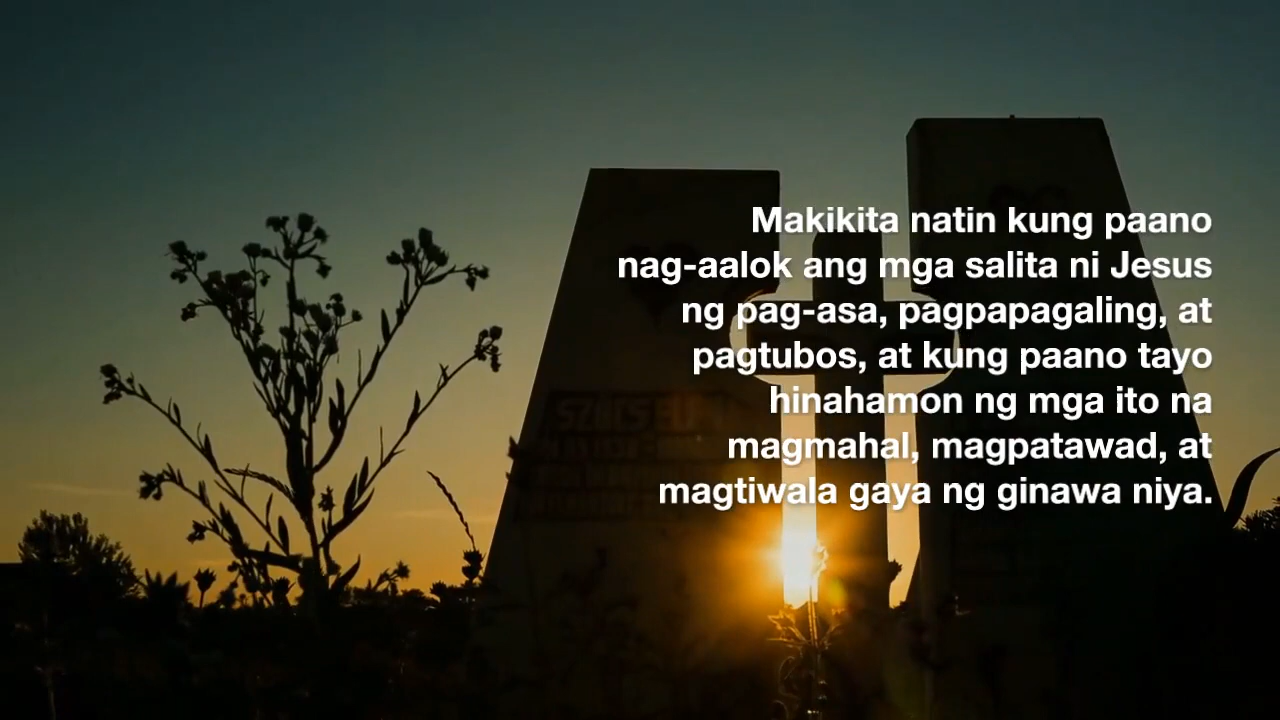 Makikita natin kung paano
nag-aalok ang mga salita ni Jesus
ng pag-asa, pagpapagaling, at
pagtubos, at kung paano tayo
hinahamon ng mga ito na
magmahal, magpatawad, at
magtiwala gaya ng ginawa niya.